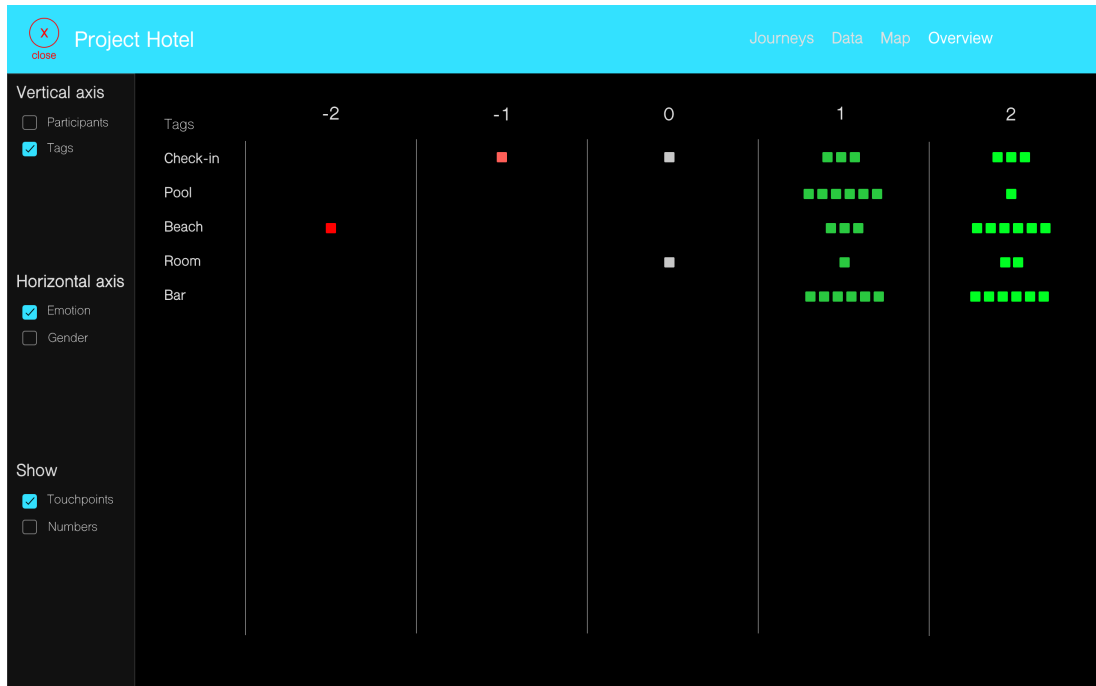 X
close
Project Hotel
Journeys Data Map Overview
Vertical axis
Participants
Tags
Horizontal axis
Emotion
Gender
Show
Touchpoints
Numbers
Tags -2 -1 0 1 2
Check-in
Pool
Beach
Room
Bar